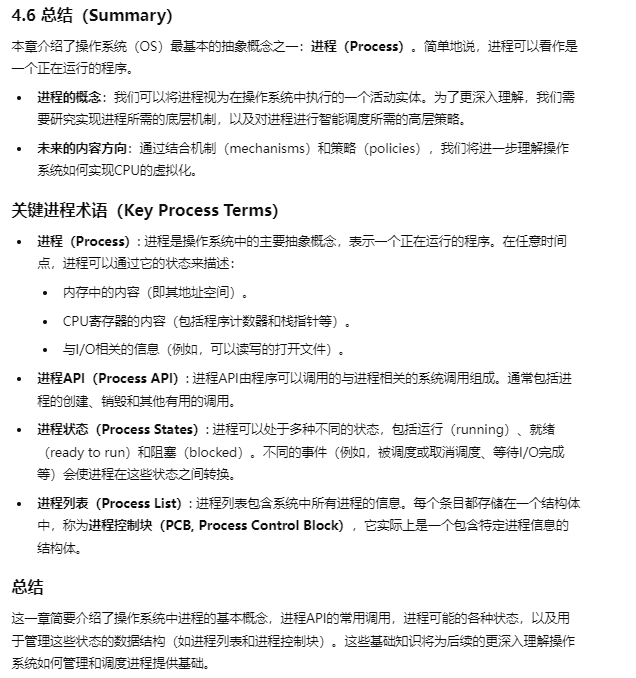 4.6 总结（Summary）
本章介绍了操作系统（OS）最基本的抽象概念之一：进程（Process）。简单地说，进程可以看作是
一个正在运行的程序。
• 进程的概念：我们可以将进程视为在操作系统中执行的一个活动实体。为了更深入理解，我们需
要研究实现进程所需的底层机制，以及对进程进行智能调度所需的高层策略。
• 未来的内容方向：通过结合机制（mechanisms）和策略（policies），我们将进一步理解操作
系统如何实现CPU的虚拟化。
关键进程术语（Key Process Terms）
• 进程（Process）: 进程是操作系统中的主要抽象概念，表示一个正在运行的程序。在任意时间
点，进程可以通过它的状态来描述：
• 内存中的内容（即其地址空间）。
• CPU寄存器的内容（包括程序计数器和栈指针等）。
• 与I/O相关的信息（例如，可以读写的打开文件）。
• 进程API（Process API）: 进程API由程序可以调用的与进程相关的系统调用组成。通常包括进
程的创建、销毁和其他有用的调用。
• 进程状态（Process States）: 进程可以处于多种不同的状态，包括运行（running）、就绪
（ready to run）和阻塞（blocked）。不同的事件（例如，被调度或取消调度、等待I/O完成
等）会使进程在这些状态之间转换。
• 进程列表（Process List）: 进程列表包含系统中所有进程的信息。每个条目都存储在一个结构体
中，称为进程控制块（PCB, Process Control Block），它实际上是一个包含特定进程信息的
结构体。
总结
这一章简要介绍了操作系统中进程的基本概念，进程API的常用调用，进程可能的各种状态，以及用
于管理这些状态的数据结构（如进程列表和进程控制块）。这些基础知识将为后续的更深入理解操作
系统如何管理和调度进程提供基础。